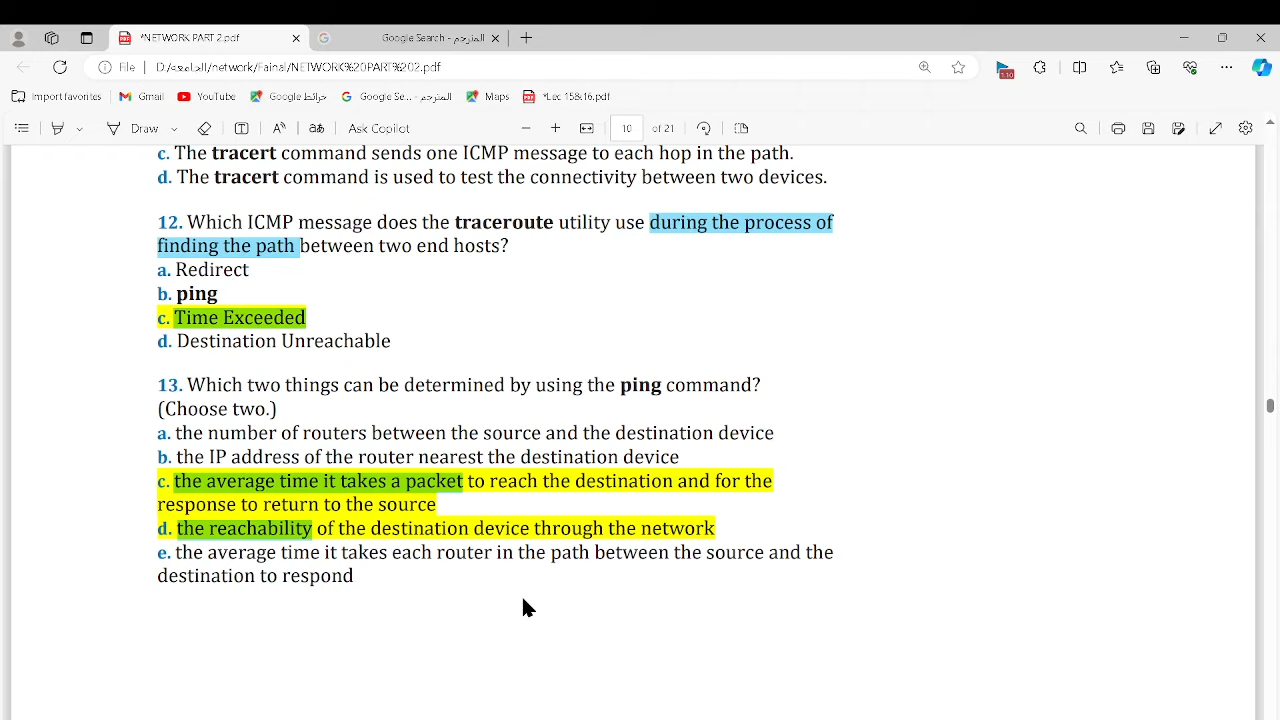 *NETWORK PART 2.pdf
المترجم - Google Search
File
D:/الجامعة/network/Fainal/NETWORK%20PART%202.pdf
1.10
Import favorites
Gmail
YouTube
خرائط Google
المترجم - Google Se...
Maps
*Lec 15&16.pdf
Draw
Ask Copilot
10 of 21
c. The tracert command sends one ICMP message to each hop in the path.
d. The tracert command is used to test the connectivity between two devices.
12. Which ICMP message does the traceroute utility use during the process of
finding the path between two end hosts?
a. Redirect
b. ping
c. Time Exceeded
d. Destination Unreachable
13. Which two things can be determined by using the ping command?
(Choose two.)
a. the number of routers between the source and the destination device
b. the IP address of the router nearest the destination device
c. the average time it takes a packet to reach the destination and for the
response to return to the source
d. the reachability of the destination device through the network
e. the average time it takes each router in the path between the source and the
destination to respond